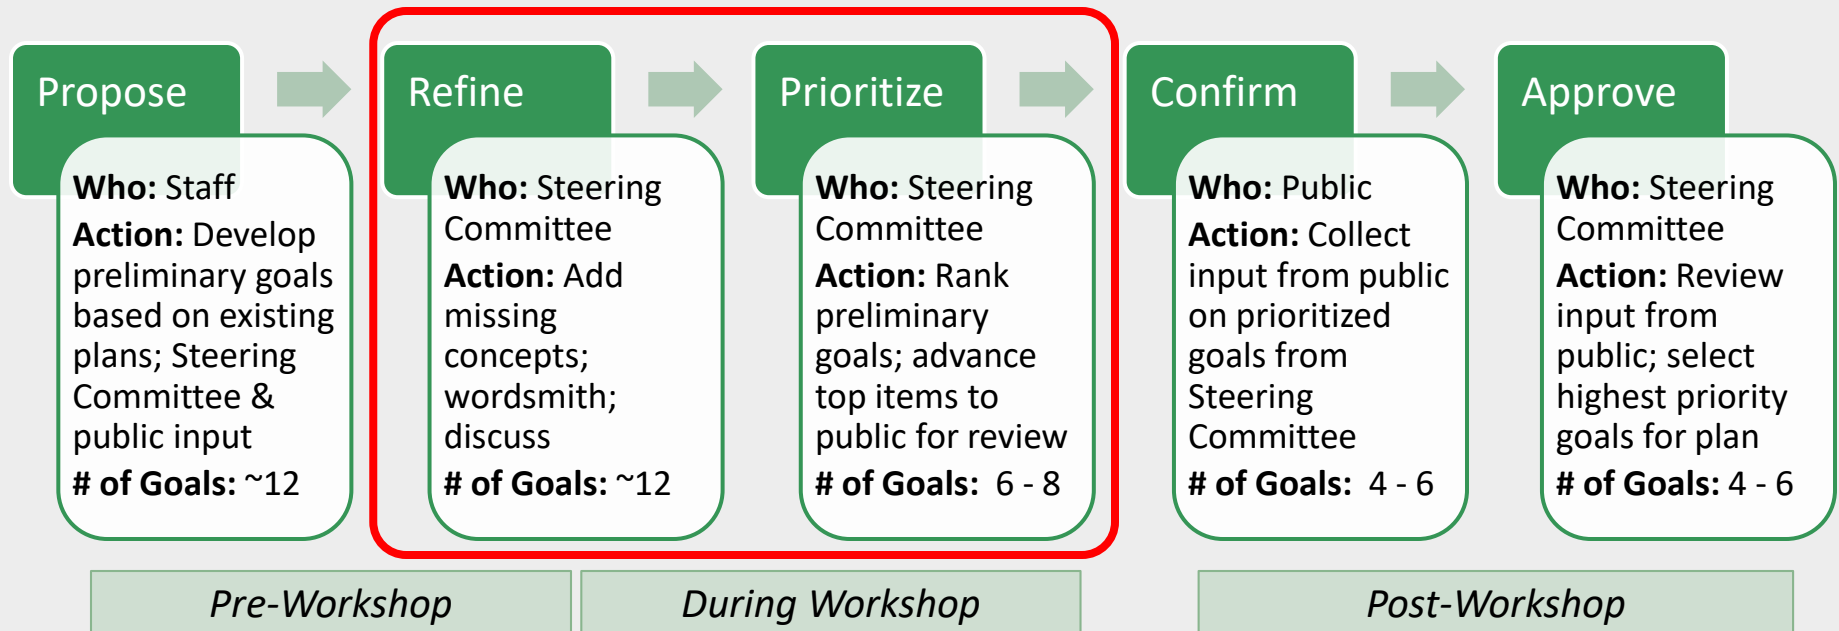 Propose
Who: Staff
Action: Develop
preliminary goals
based on existing
plans; Steering
Committee &
public input
# of Goals: ~12
Refine
Who: Steering
Committee
Action: Add
missing
concepts;
wordsmith;
discuss
# of Goals: ~12
Prioritize
Who: Steering
Committee
Action: Rank
preliminary
goals; advance
top items to
public for review
# of Goals:  6 - 8
Confirm
Who: Public
Action: Collect
input from public
on prioritized
goals from
Steering
Committee
# of Goals:  4 - 6
Approve
Who: Steering
Committee
Action: Review
input from
public; select
highest priority
goals for plan
# of Goals: 4 - 6
Pre-Workshop
During Workshop
Post-Workshop